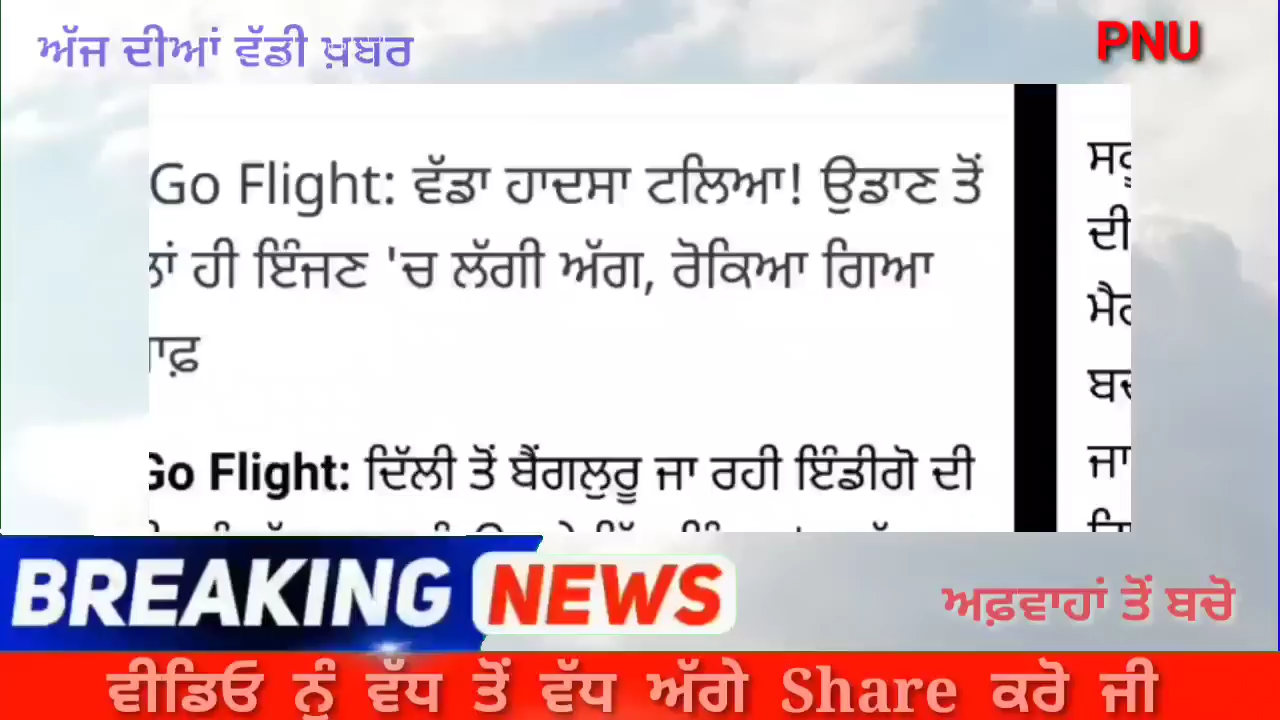 ਅੱਜ ਦੀਆਂ ਵੱਡੀ ਖ਼ਬਰ
PNU
Go Flight: ਵੱਡਾ ਹਾਦਸਾ ਟਲਿਆ! ਉਡਾਣ ਤੋਂ
ਹੀ ਇੰਜਣ 'ਚ ਲੱਗੀ ਅੱਗ, ਰੋਕਿਆ ਗਿਆ
Go Flight: ਦਿੱਲੀ ਤੋਂ ਬੈਂਗਲੁਰੂ ਜਾ ਰਹੀ ਇੰਡੀਗੋ ਦੀ
ਦੀ
BREAKING NEWS
ਅਫ਼ਵਾਹਾਂ ਤੋਂ ਬਚੋ
ਵੀਡਿਓ ਨੂੰ ਵੱਧ ਤੋਂ ਵੱਧ ਅੱਗੇ Share ਕਰੋ ਜੀ